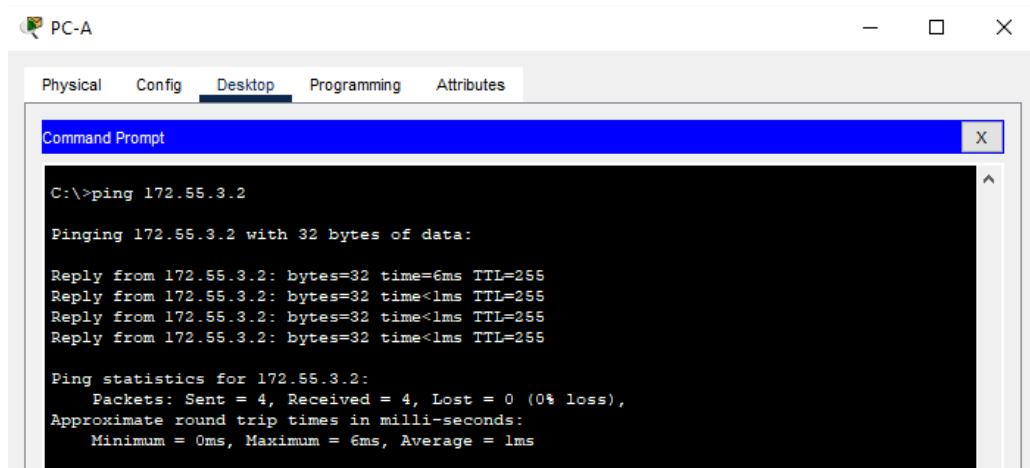 PC-A
Physical Config Desktop Programming Attributes
Command Prompt
X
C:\>ping 172.55.3.2
Pinging 172.55.3.2 with 32 bytes of data:
Reply from 172.55.3.2: bytes=32 time=6ms TTL=255
Reply from 172.55.3.2: bytes=32 time<1ms TTL=255
Reply from 172.55.3.2: bytes=32 time<1ms TTL=255
Reply from 172.55.3.2: bytes=32 time<1ms TTL=255
Ping statistics for 172.55.3.2:
Packets: Sent = 4, Received = 4, Lost = 0 (0% loss),
Approximate round trip times in milli-seconds:
Minimum = 0ms, Maximum = 6ms, Average = 1ms